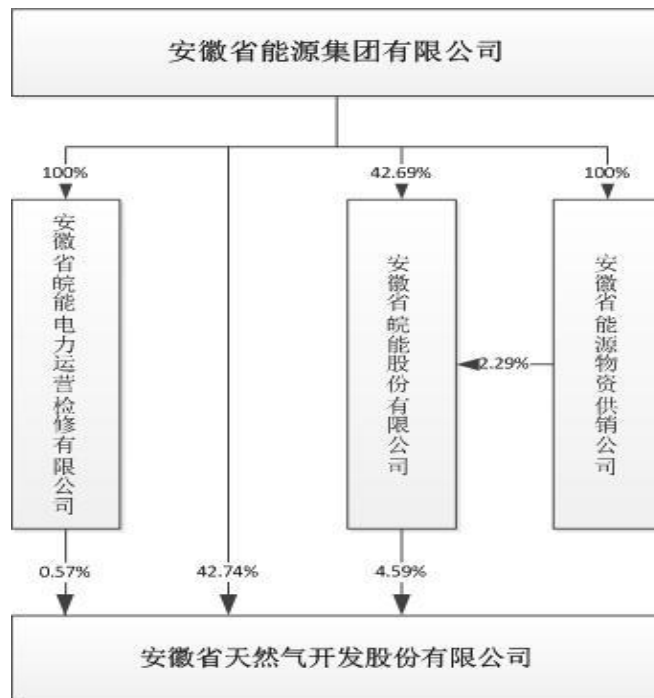 安徽省能源集团有限公司
100%
42.69%
100%
安徽省皖能电力运营检修有限公司
安徽省皖能股份有限公司
安徽省能源物资供销公司
2.29%
0.57%
42.74%
4.59%
安徽省天然气开发股份有限公司